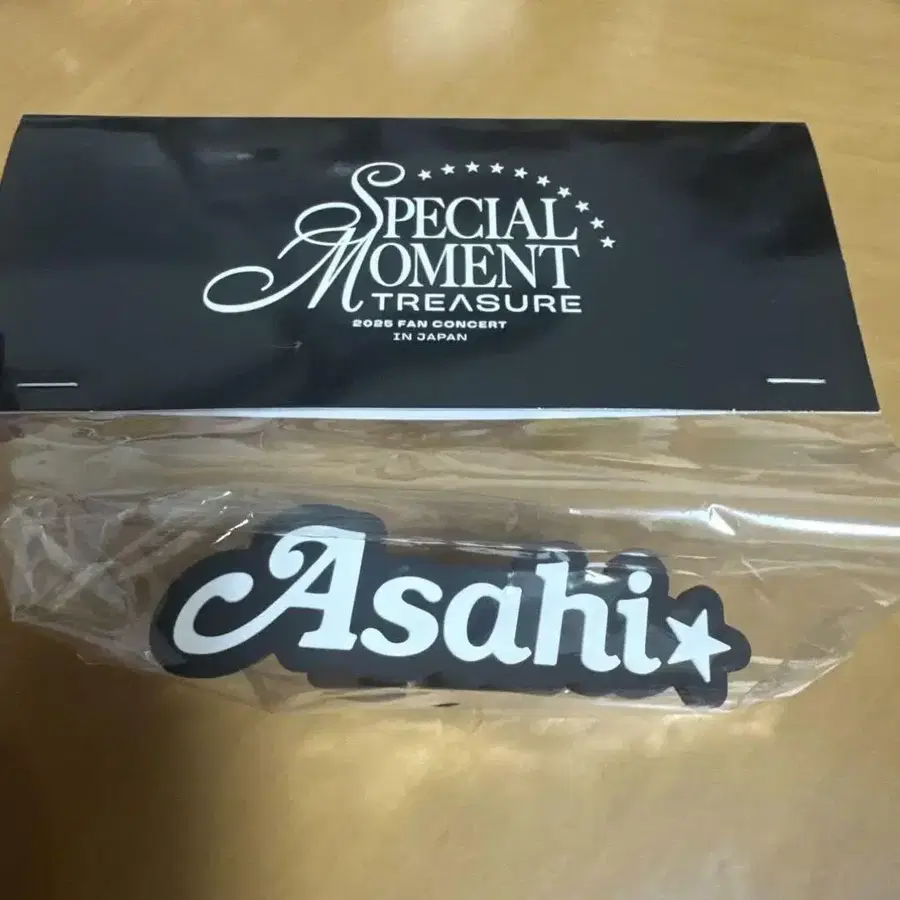 SPECIAL
MOMENT
TREASURE
2025 FAN CONCERT
IN JAPAN
Asahi